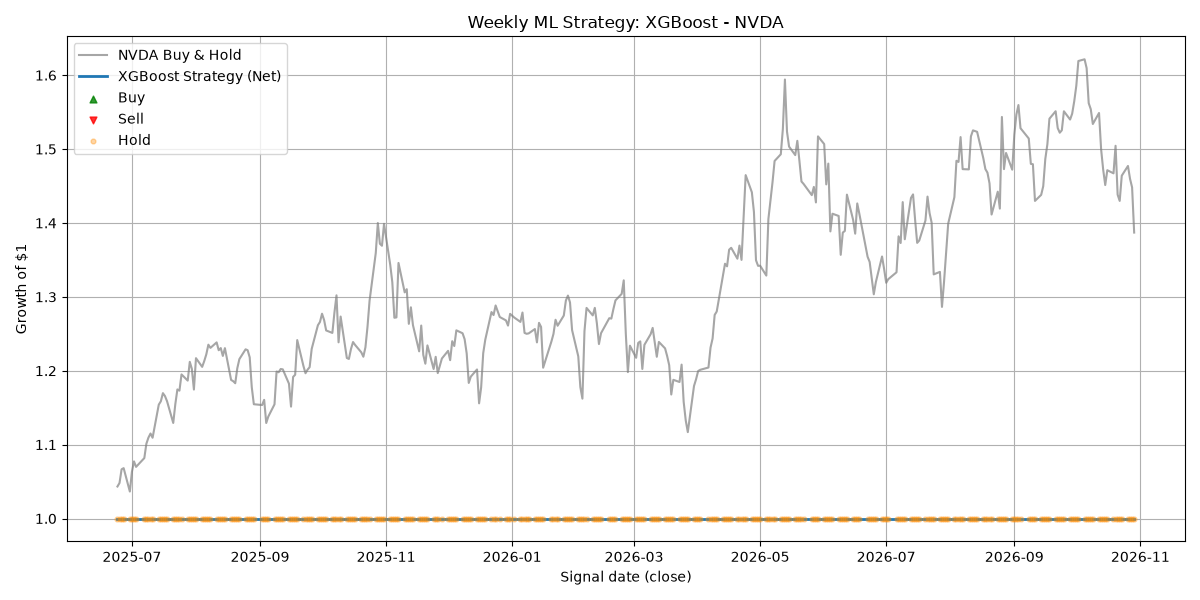 Weekly ML Strategy: XGBoost - NVDA
NVDA Buy & Hold
XGBoost Strategy (Net)
Buy
Sell
Hold
Growth of $1
1.6
1.5
1.4
1.3
1.2
1.1
1.0
2025-07
2025-09
2025-11
2026-01
2026-03
2026-05
2026-07
2026-09
2026-11
Signal date (close)